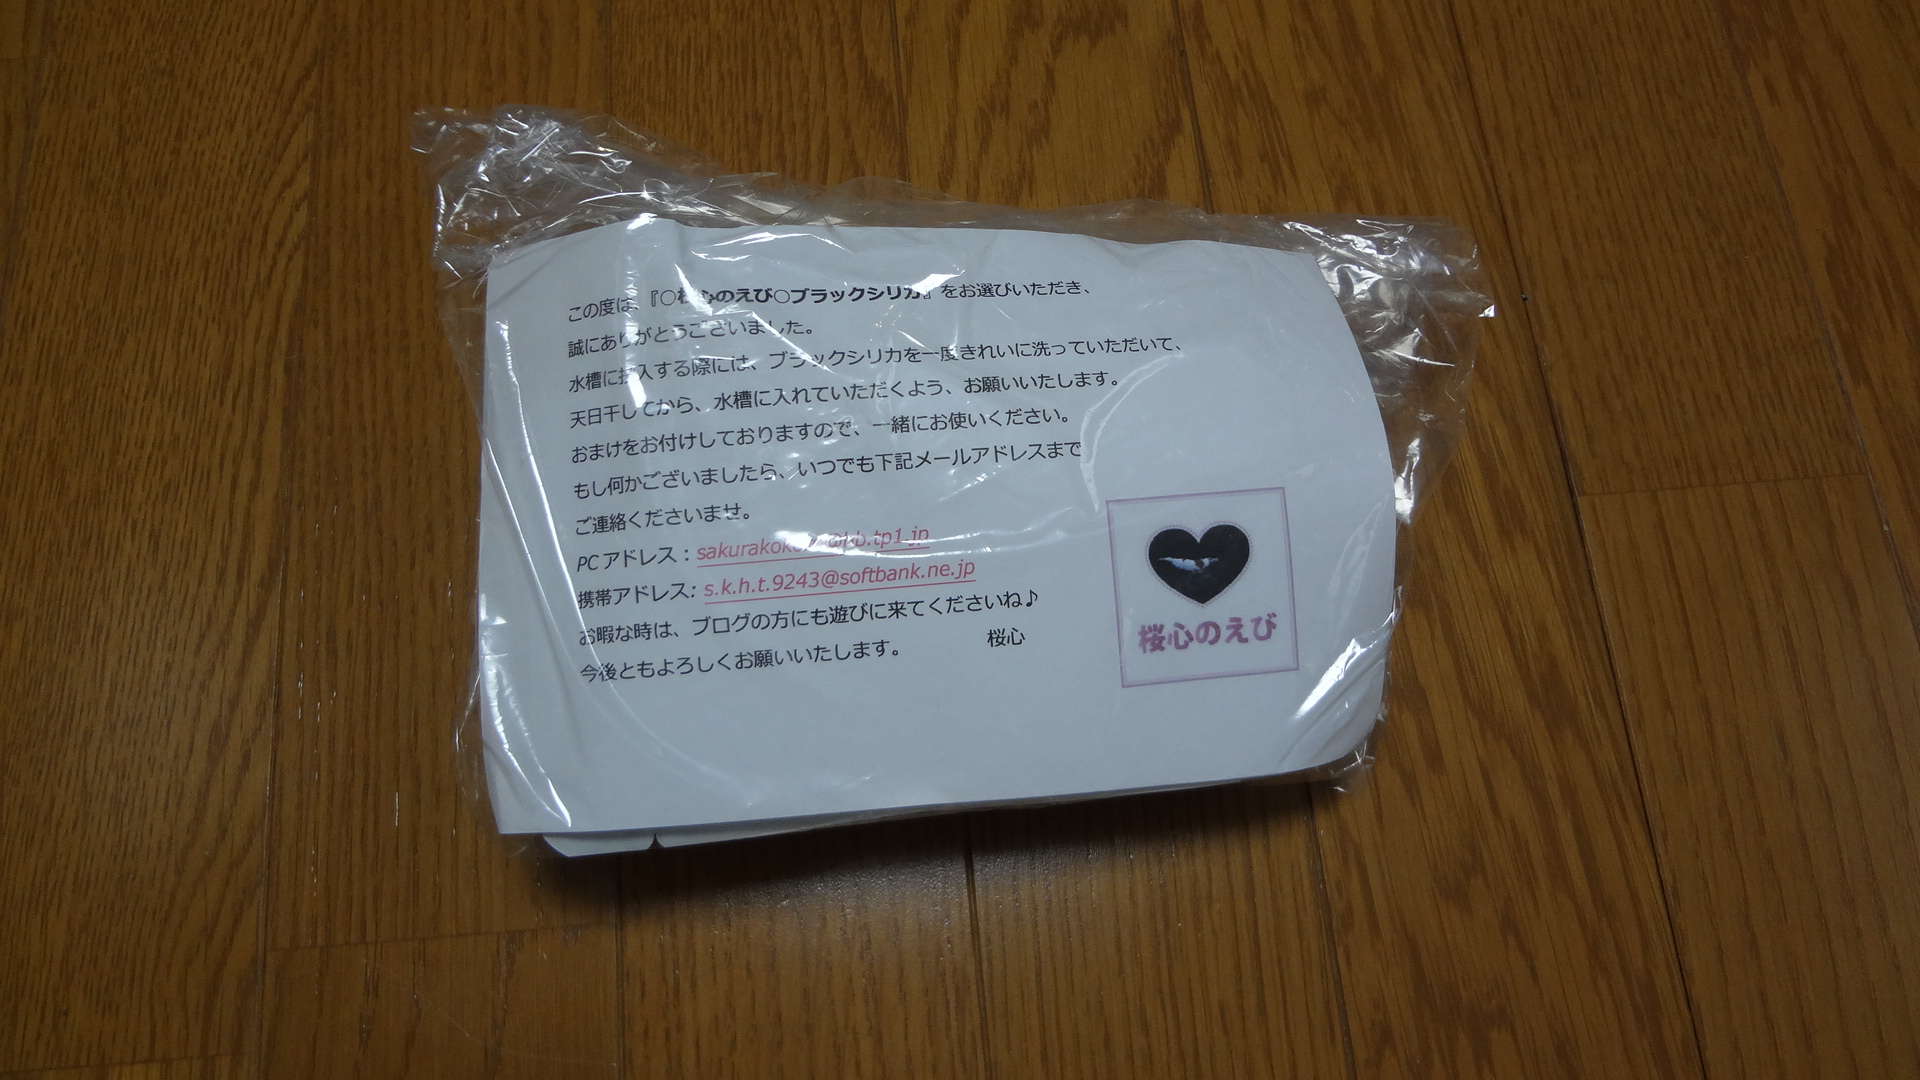 この度は、『○桜心のえび○ブラックシリカ』をお選びいただき、
誠にありがとうございました。
水槽に投入する際には、ブラックシリカを一度きれいに洗っていただいて、
天日干してから、水槽に入れていただくよう、お願いいたします。
おまけをお付けしておりますので、一緒にお使いください。
もし何かございましたら、いつでも下記メールアドレスまで
ご連絡くださいませ。
PCアドレス:
携帯アドレス: s.k.h.t.9243@softbank.ne.jp
お暇な時は、ブログの方にも遊びに来てくださいね♪
今後ともよろしくお願いいたします。 桜心
桜心のえび